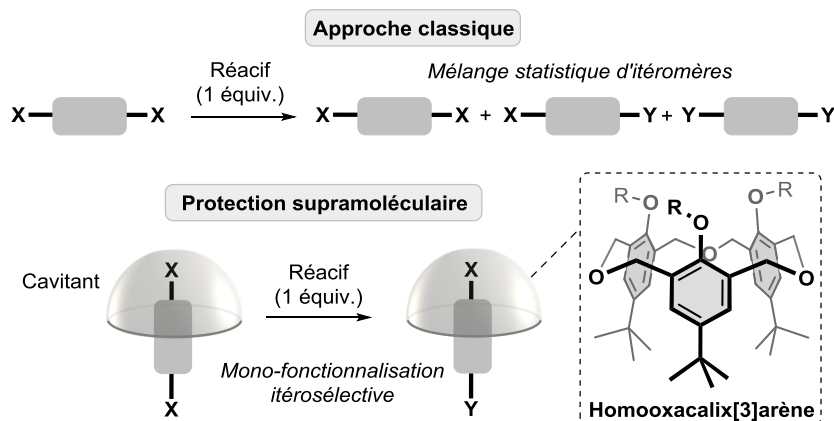 Approche classique
Réacif
(1 équiv.)
Mélange statistique d'itéromères
X X X X + X Y + Y Y
Protection supramoléculaire
Cavitant
X
X
Réacif
(1 équiv.)
Mono-fonctionnalisation
itérosélective
X
Y
R O R O O R
O O O
Homooxacalix[3]arène